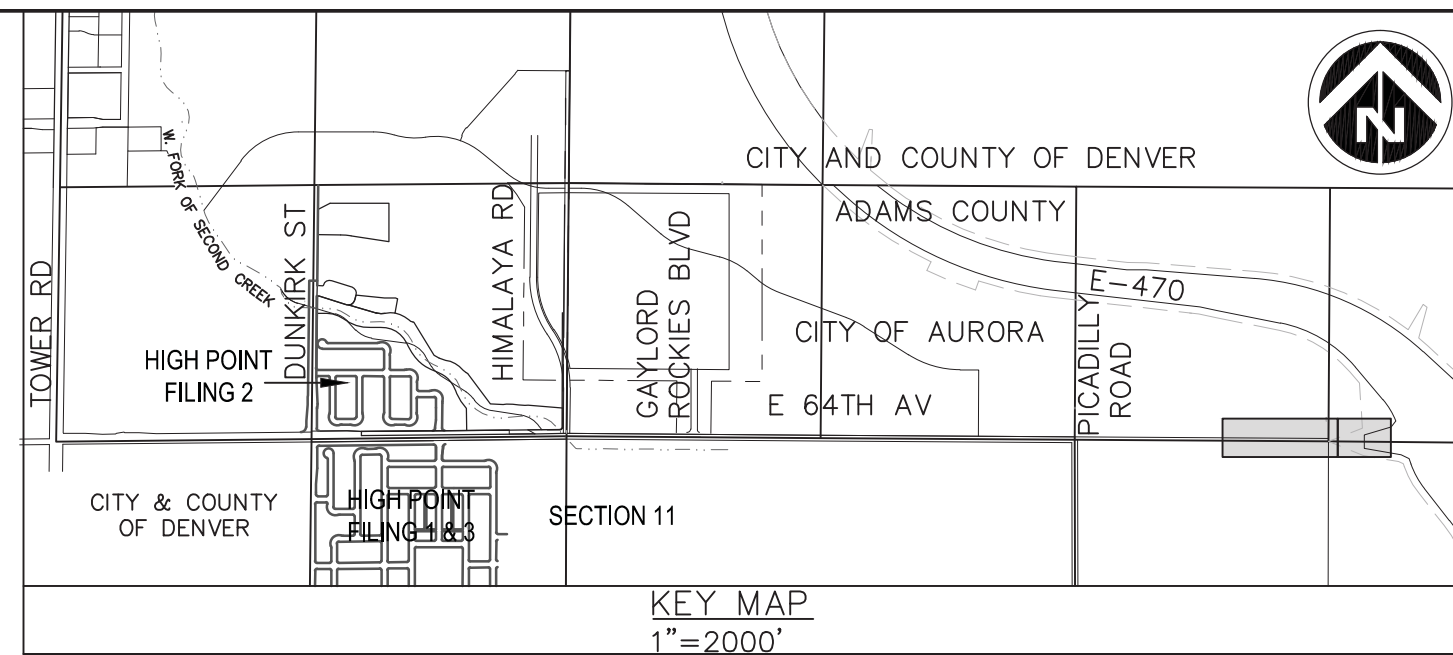 N
CITY AND COUNTY OF DENVER
ADAMS COUNTY
W. FORK OF SECOND CREEK
TOWER RD
DUNKIRK ST
HIMALAYA RD
GAYLORD
ROCKIES BLVD
E-470
CITY OF AURORA
PICADILLY
ROAD
HIGH POINT
FILING 2
E 64TH AV
CITY & COUNTY
OF DENVER
HIGH POINT
FILING 1 & 3
SECTION 11
KEY MAP
1"=2000'